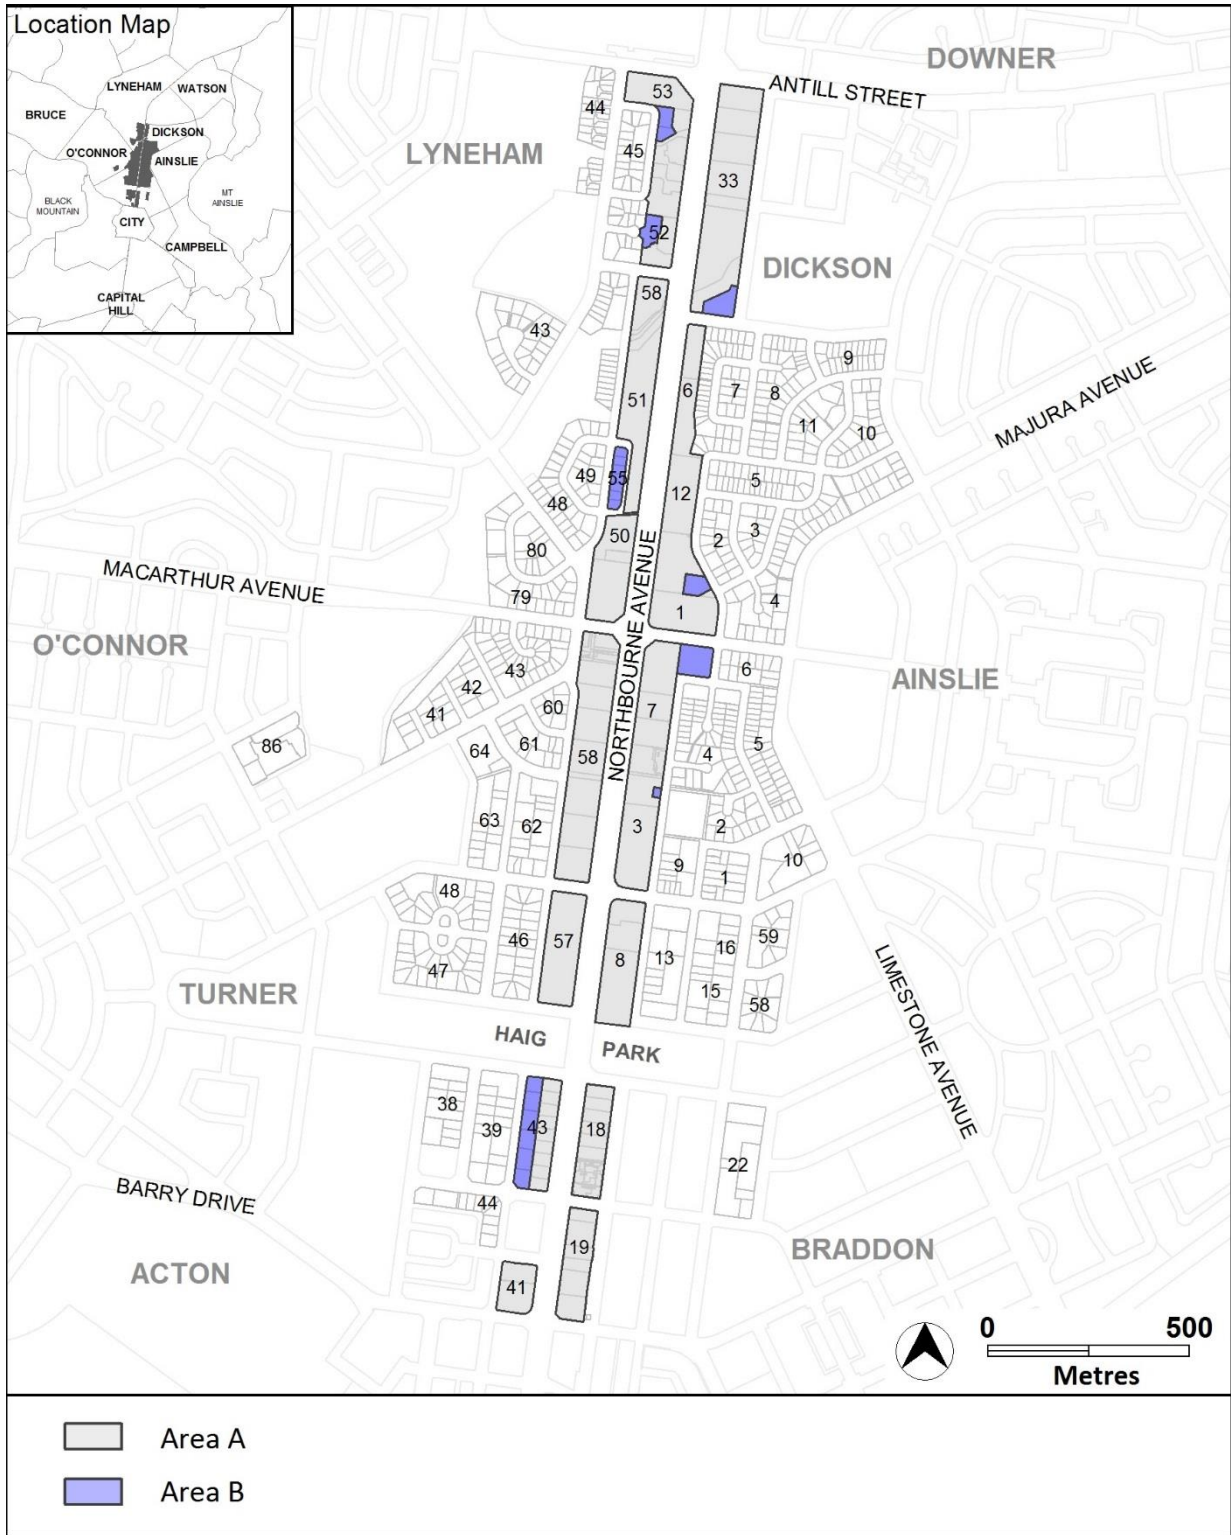 Location Map
LYNEHAM
WATSON
BRUCE
DICKSON
O'CONNOR
AINSLIE
BLACK
MOUNTAIN
MT
AINSLIE
CITY
CAMPBELL
CAPITAL
HILL
DOWNER
ANTILL STREET
53
44
LYNEHAM
45
33
52
DICKSON
58
43
9
MAJURA AVENUE
6
7
8
51
11
10
49
55
5
12
48
3
2
50
80
MACARTHUR AVENUE
79
4
1
NORTHBOURNE AVENUE
O'CONNOR
43
6
AINSLIE
42
41
60
7
86
64
61
58
4
5
63
62
3
2
9
1
10
48
46
57
8
13
16
59
47
15
58
TURNER
LIMESTONE AVENUE
HAIG
PARK
38
39
43
18
22
BARRY DRIVE
44
19
BRADDON
ACTON
41
0
500
Metres
Area A
Area B